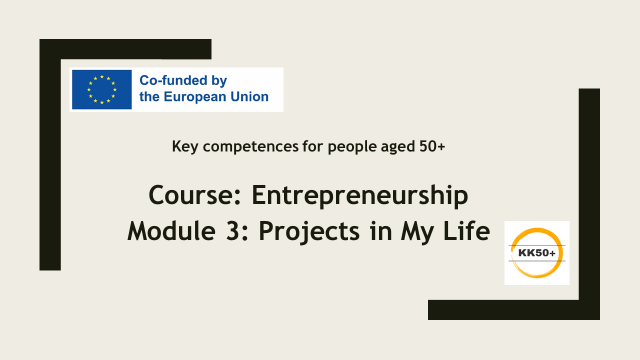 Co-funded by
the European Union
Key competences for people aged 50+
Course: Entrepreneurship
Module 3: Projects in My Life
KK50+